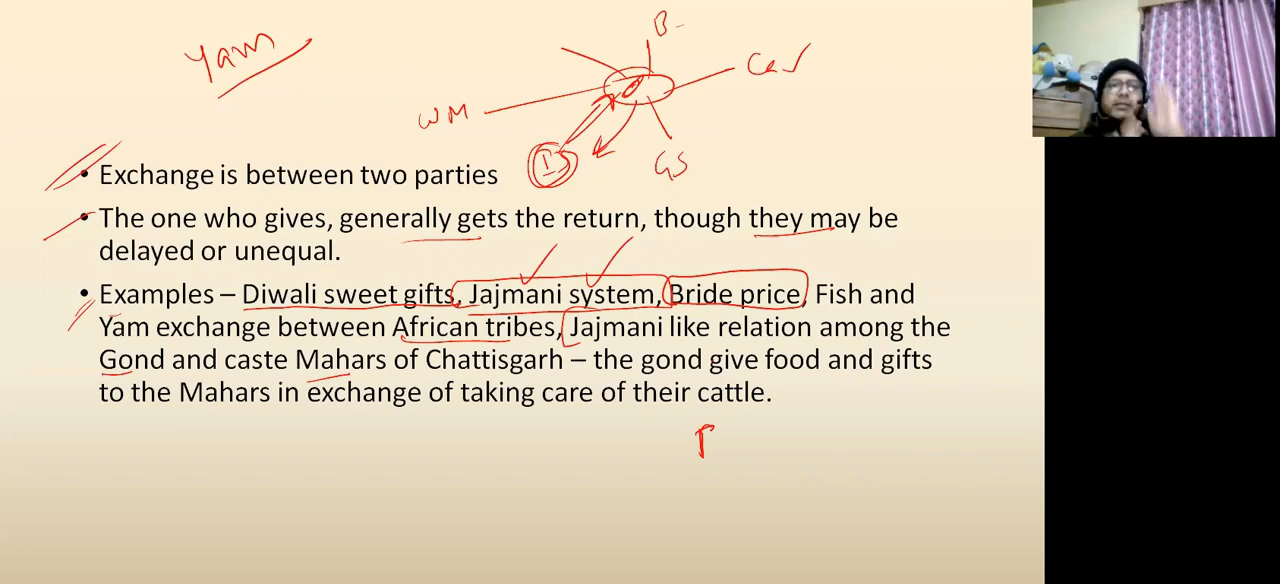 Yam
B-
Car
WM
GS
• Exchange is between two parties
• The one who gives, generally gets the return, though they may be
delayed or unequal.
• Examples – Diwali sweet gifts, Jajmani system, Bride price, Fish and
Yam exchange between African tribes, Jajmani like relation among the
Gond and caste Mahars of Chattisgarh – the gond give food and gifts
to the Mahars in exchange of taking care of their cattle.